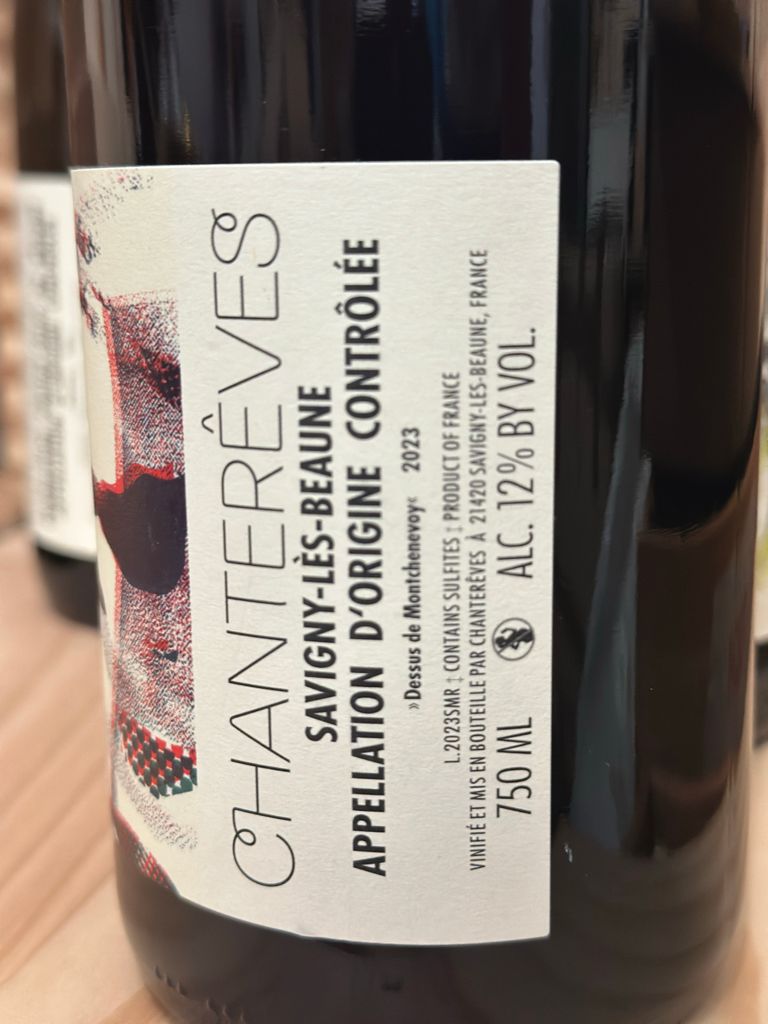 CHANTERÊVES
SAVIGNY-LÈS-BEAUNE
APPELLATION D'ORIGINE CONTRÔLÉE
»Dessus de Montchenevoy« 2023
L.2023SMR ‡ CONTAINS SULFITES ‡ PRODUCT OF FRANCE
VINIFIÉ ET MIS EN BOUTEILLE PAR CHANTERÊVES À 21420 SAVIGNY-LES-BEAUNE, FRANCE
750 ML ALC. 12% BY VOL.